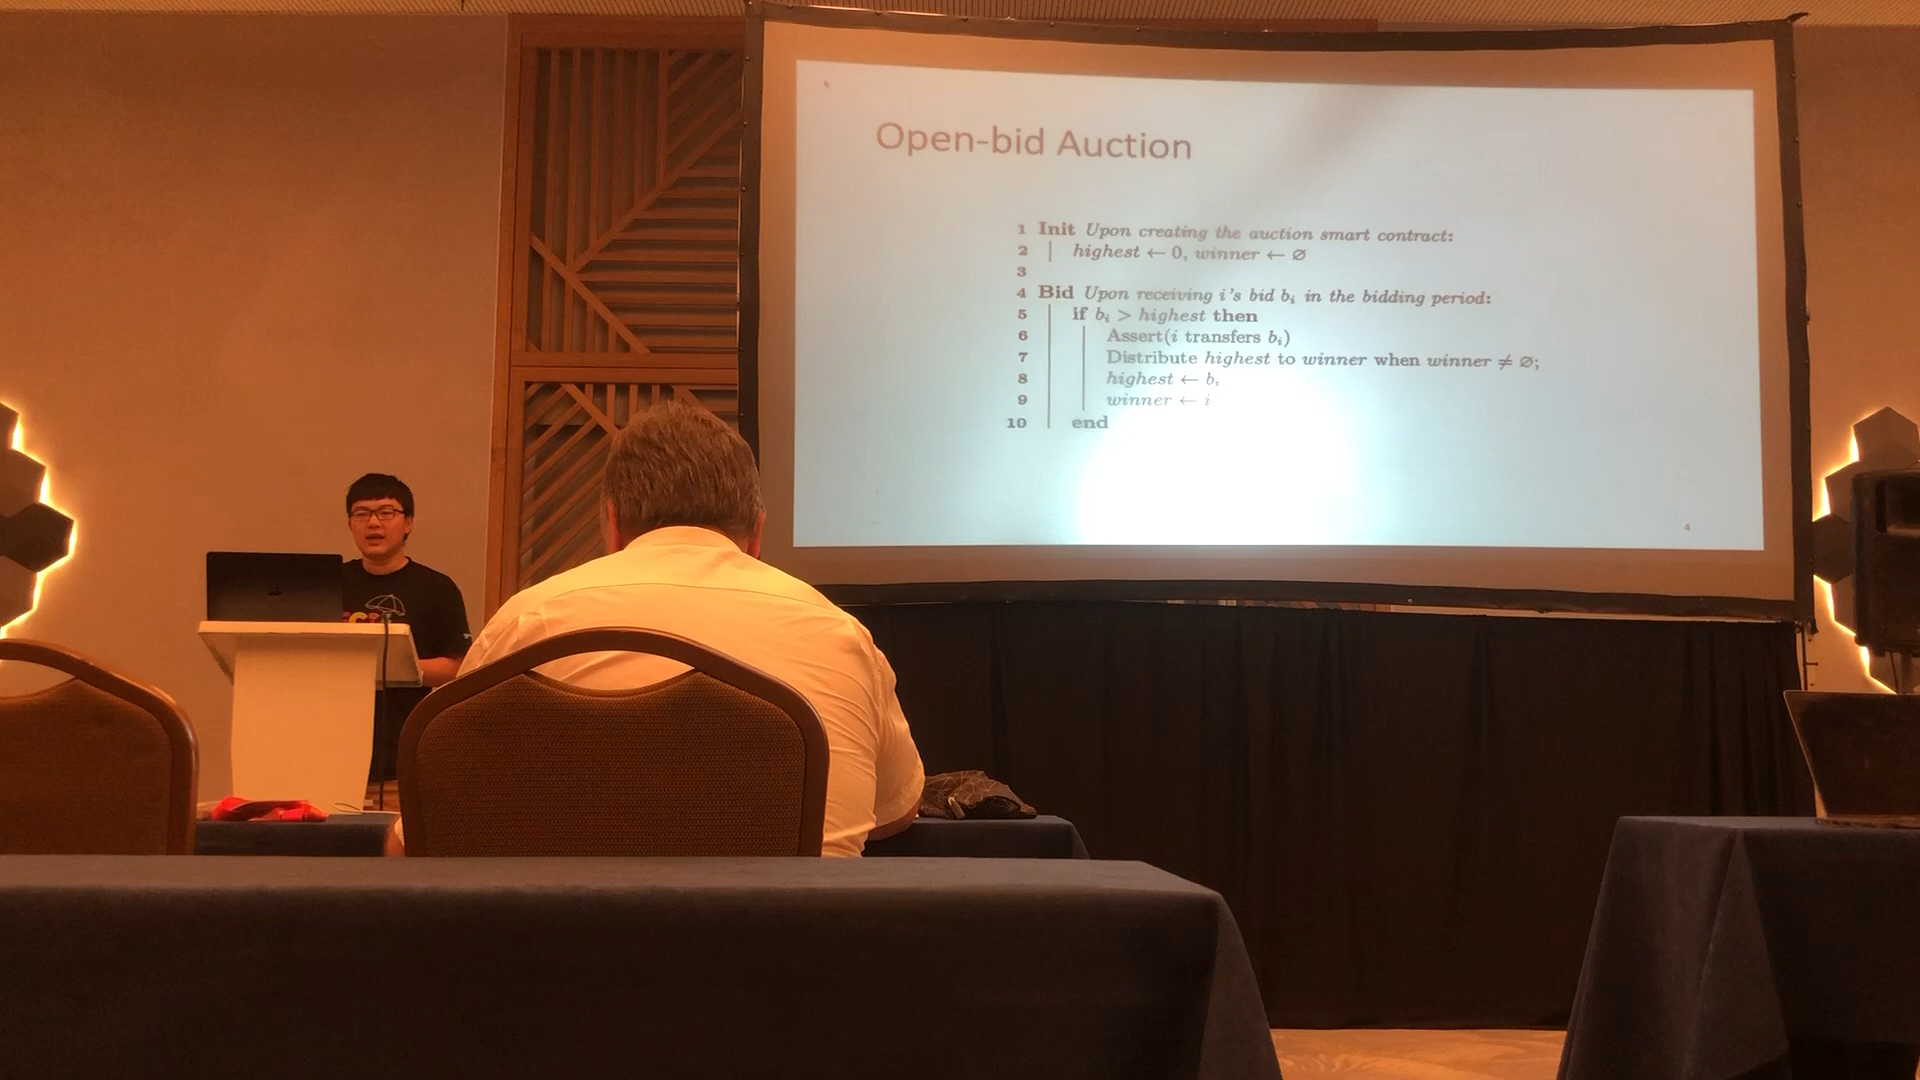 Open-bid Auction
1 Init Upon creating the auction smart contract:
2 highest ← 0, winner ← ∅
3
4 Bid Upon receiving i's bid bᵢ in the bidding period:
5 if bᵢ > highest then
6 Assert(i transfers bᵢ)
7 Distribute highest to winner when winner ≠ ∅;
8 highest ← bᵢ
9 winner ← i
10 end
4